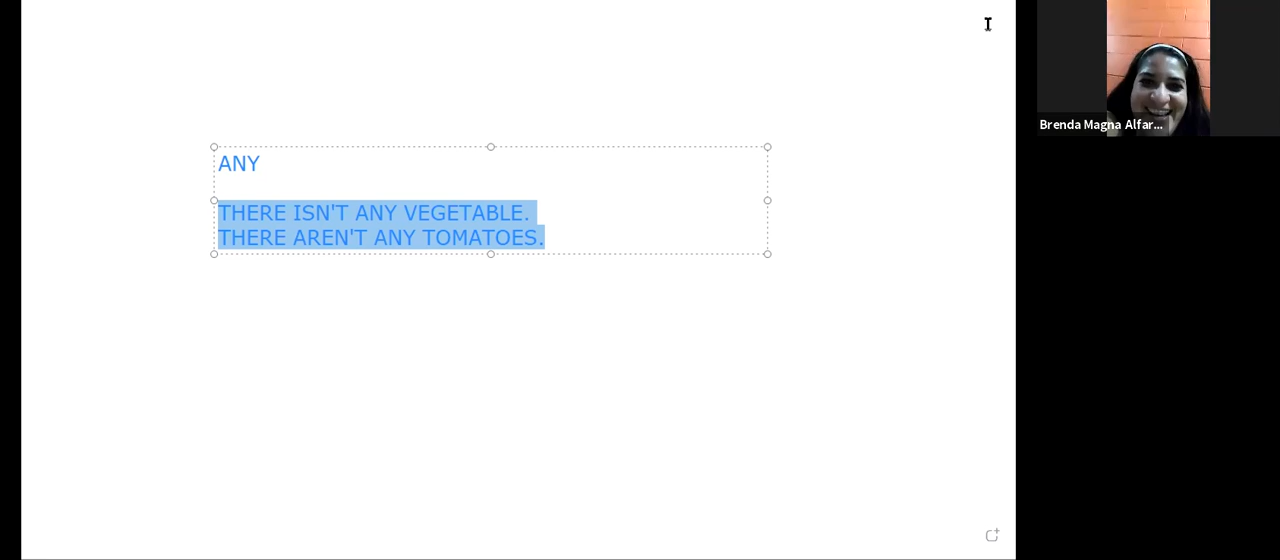 ANY
THERE ISN'T ANY VEGETABLE.
THERE AREN'T ANY TOMATOES.
Brenda Magna Alfar...